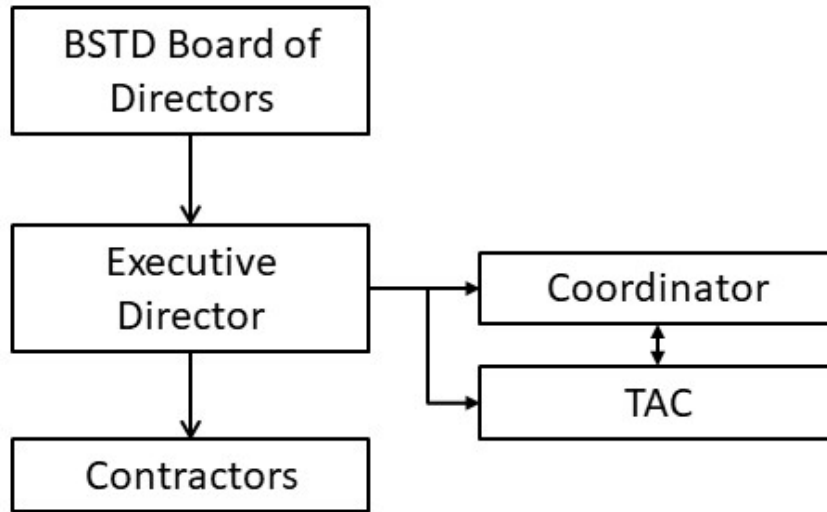 BSTD Board of
Directors
Executive
Director
Coordinator
TAC
Contractors